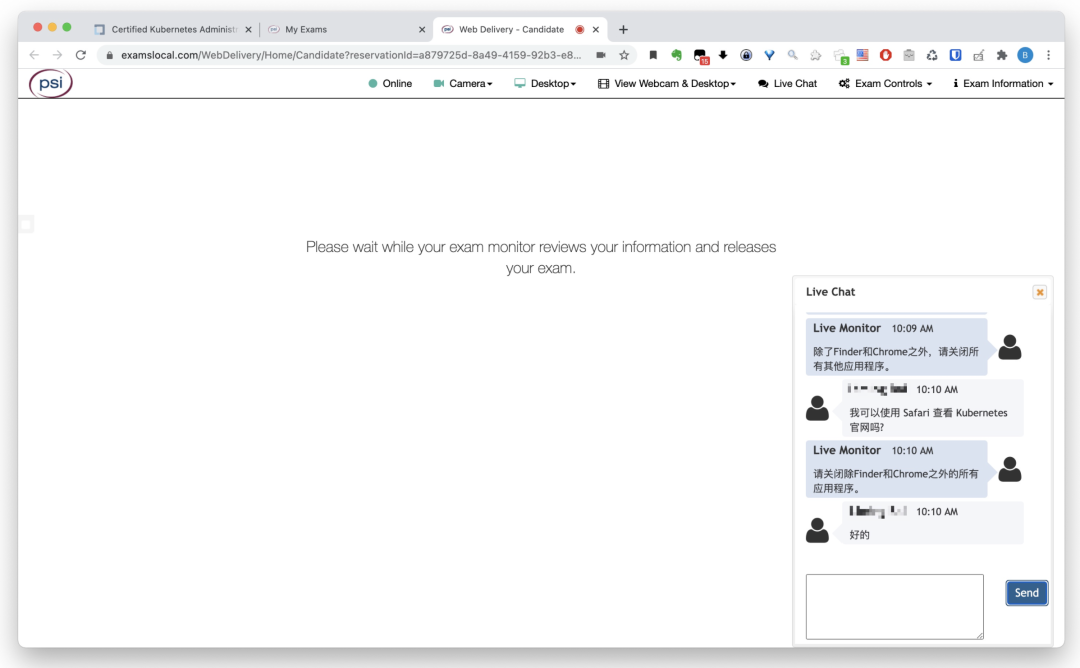 Certified Kubernetes Administr
My Exams
Web Delivery - Candidate
examslocal.com/WebDelivery/Home/Candidate?reservationId=a879725d-8a49-4159-92b3-e8...
15
3
B
psi
Online
Camera
Desktop
View Webcam & Desktop
Live Chat
Exam Controls
Exam Information
Please wait while your exam monitor reviews your information and releases
your exam.
Live Chat
Live Monitor 10:09 AM
除了Finder和Chrome之外，请关闭所
有其他应用程序。
10:10 AM
我可以使用 Safari 查看 Kubernetes
官网吗?
Live Monitor 10:10 AM
请关闭除Finder和Chrome之外的所有
应用程序。
10:10 AM
好的
Send